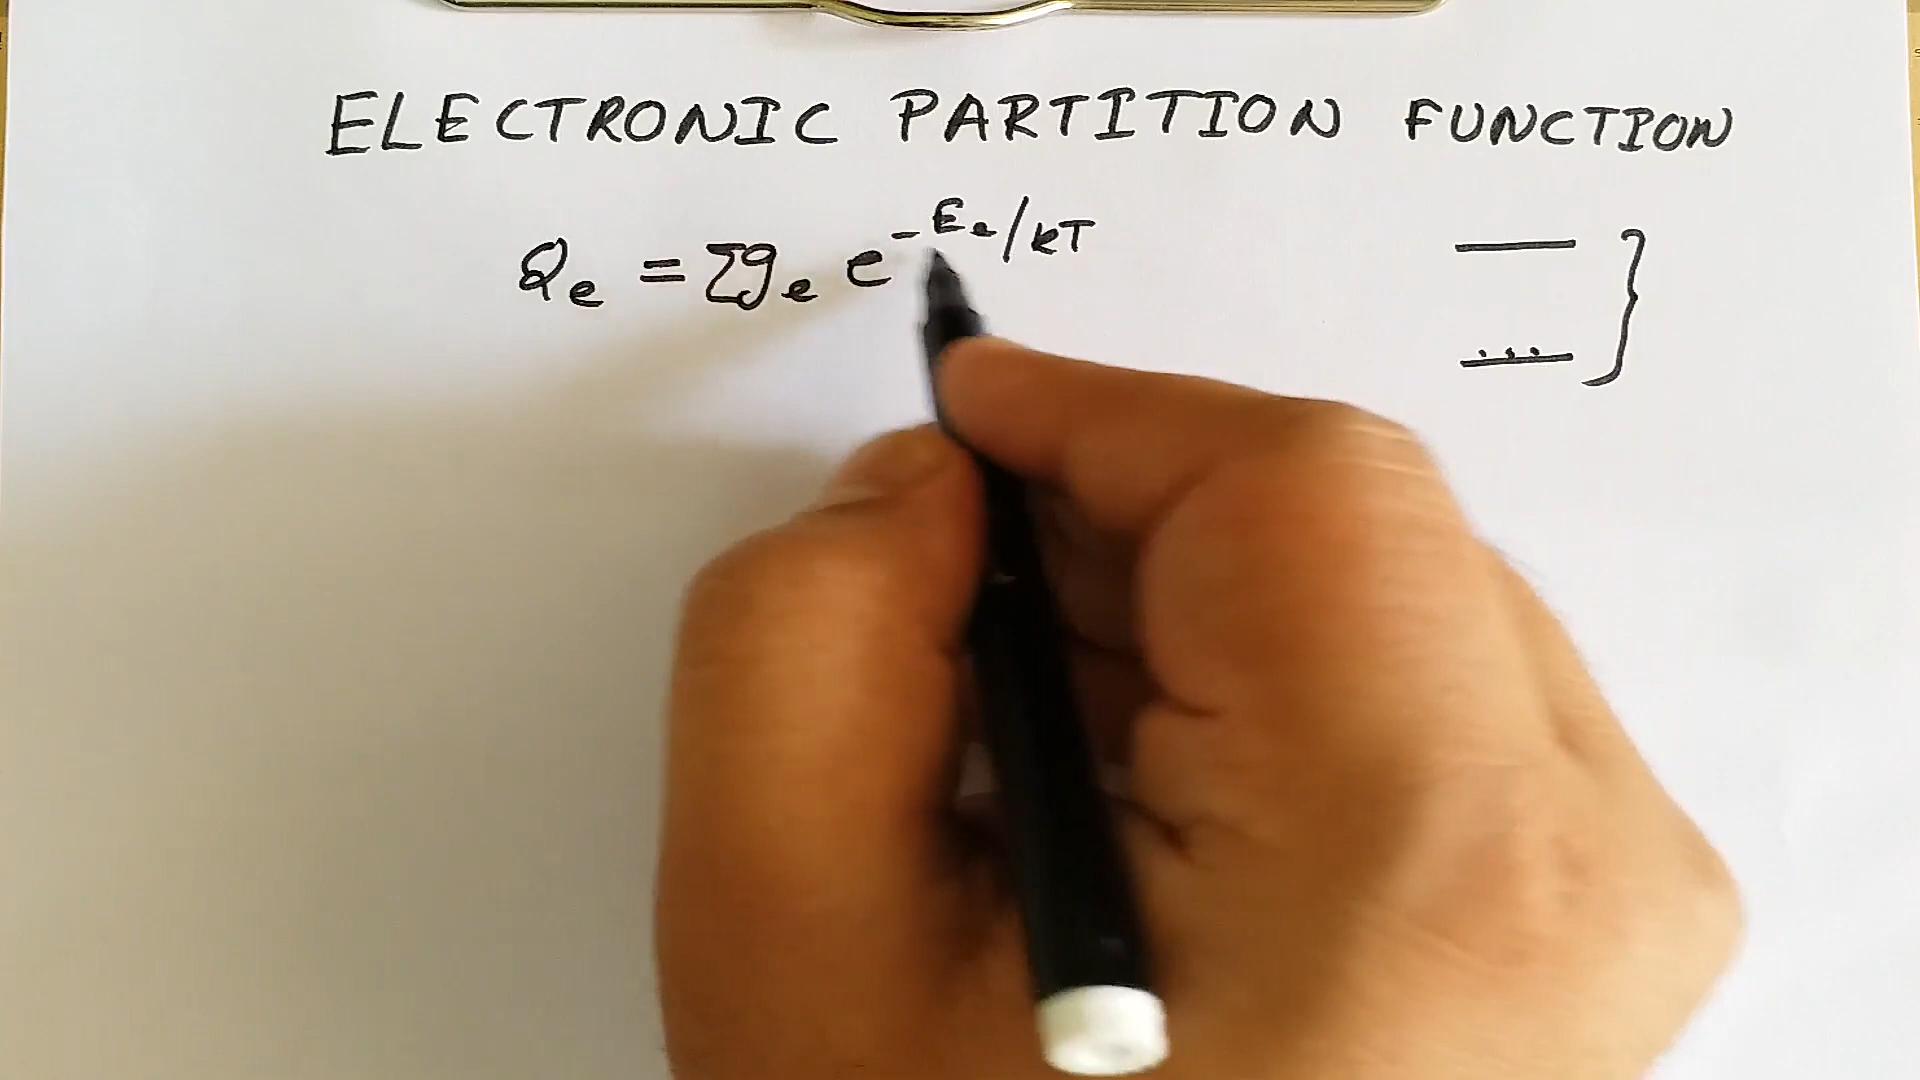 ELECTRONIC PARTITION FUNCTION
Qe = Σge e^-Ee/kT